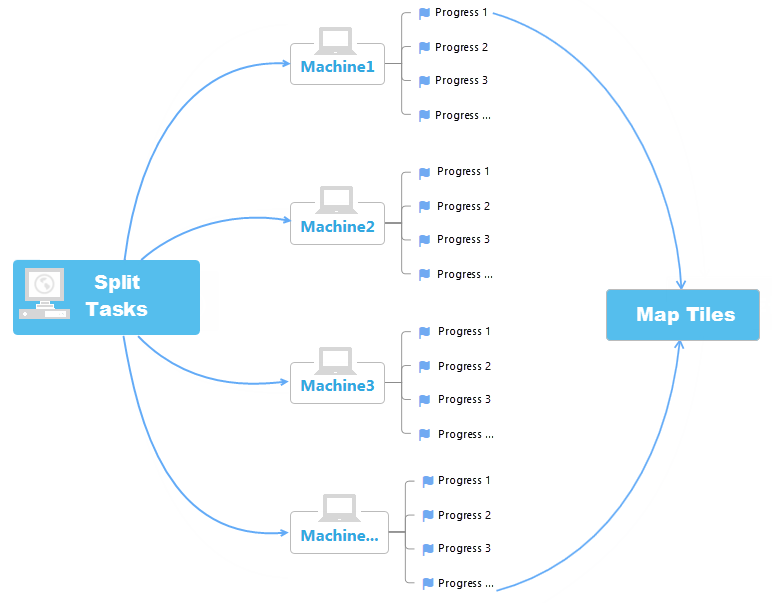 Split
Tasks
Machine1
Progress 1
Progress 2
Progress 3
Progress ...
Machine2
Progress 1
Progress 2
Progress 3
Progress ...
Machine3
Progress 1
Progress 2
Progress 3
Progress ...
Machine...
Progress 1
Progress 2
Progress 3
Progress ...
Map Tiles